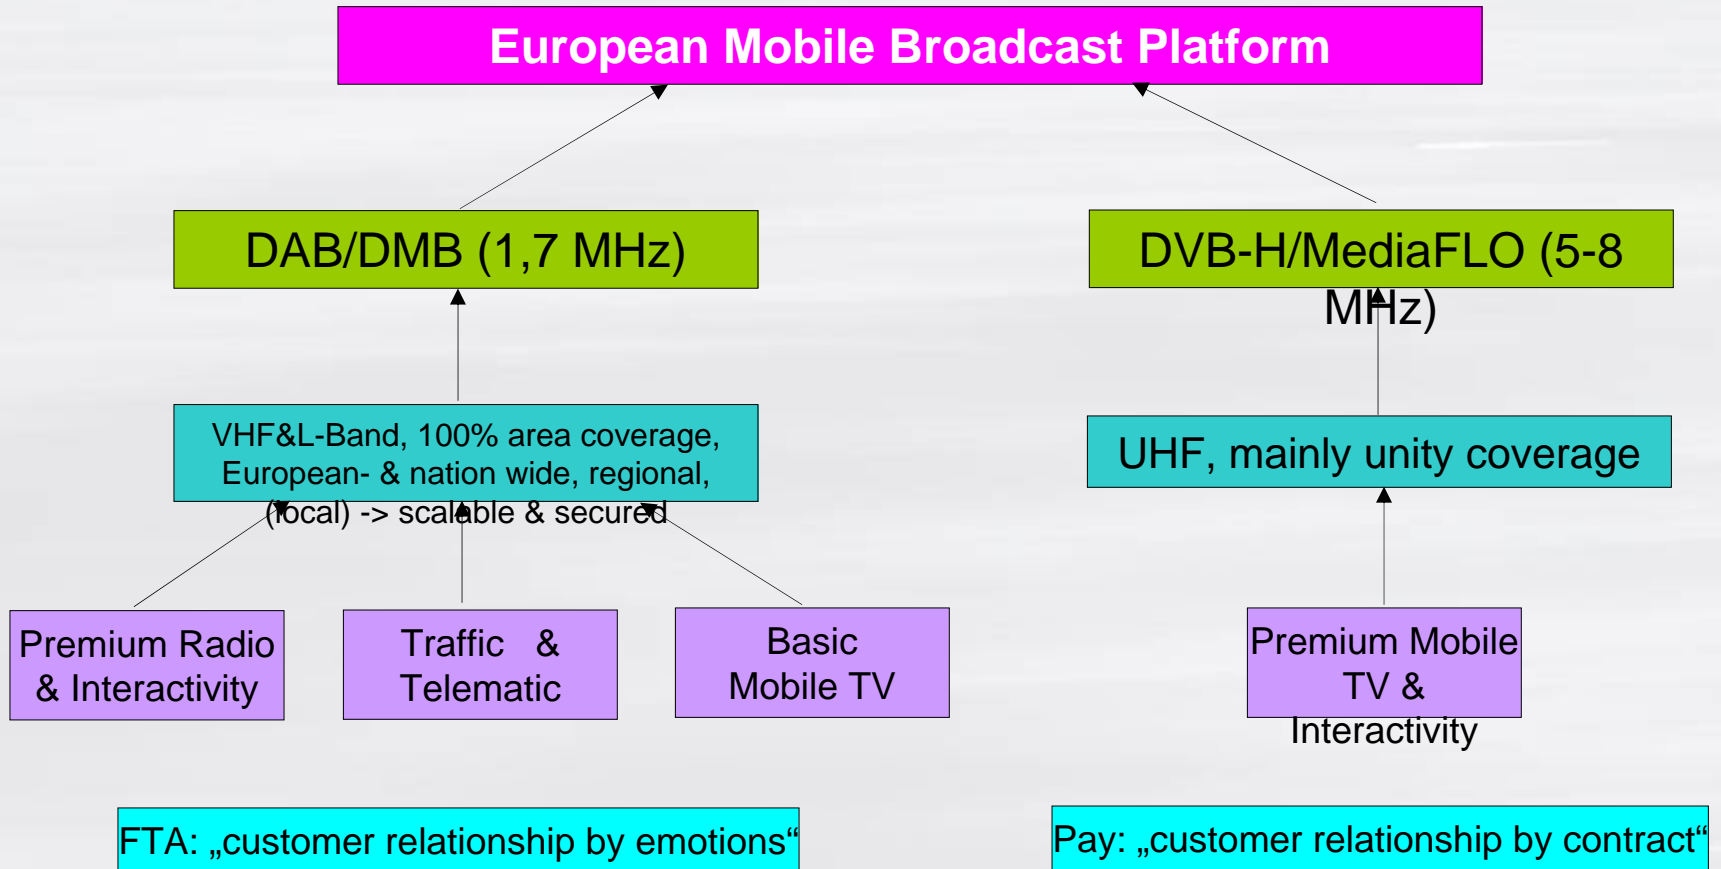 European Mobile Broadcast Platform
DAB/DMB (1,7 MHz)
DVB-H/MediaFLO (5-8
MHz)
VHF&L-Band, 100% area coverage,
European- & nation wide, regional,
(local) -> scalable & secured
UHF, mainly unity coverage
Premium Radio
& Interactivity
Traffic &
Telematic
Basic
Mobile TV
Premium Mobile
TV &
Interactivity
FTA: „customer relationship by emotions“
Pay: „customer relationship by contract“